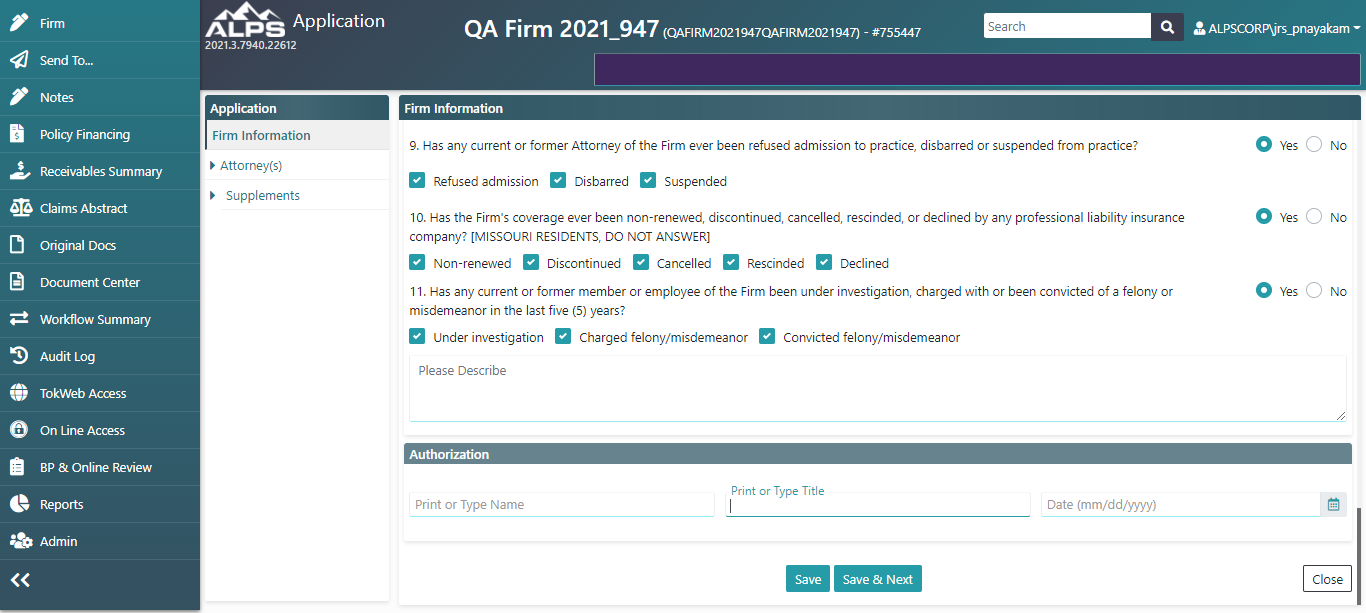 Firm
Send To...
Notes
Policy Financing
Receivables Summary
Claims Abstract
Original Docs
Document Center
Workflow Summary
Audit Log
TokWeb Access
On Line Access
BP & Online Review
Reports
Admin
ALPS
2021.3.7940.22612
Application
QA Firm 2021_947 (QAFIRM2021947QAFIRM2021947) - #755447
Search
ALPSCORP\jrs_pnayakam
Application
Firm Information
Attorney(s)
Supplements
Firm Information
9. Has any current or former Attorney of the Firm ever been refused admission to practice, disbarred or suspended from practice?
Yes No
Refused admission Disbarred Suspended
10. Has the Firm's coverage ever been non-renewed, discontinued, cancelled, rescinded, or declined by any professional liability insurance
company? [MISSOURI RESIDENTS, DO NOT ANSWER]
Yes No
Non-renewed Discontinued Cancelled Rescinded Declined
11. Has any current or former member or employee of the Firm been under investigation, charged with or been convicted of a felony or
misdemeanor in the last five (5) years?
Yes No
Under investigation Charged felony/misdemeanor Convicted felony/misdemeanor
Please Describe
Authorization
Print or Type Name
Print or Type Title
Date (mm/dd/yyyy)
Save Save & Next Close